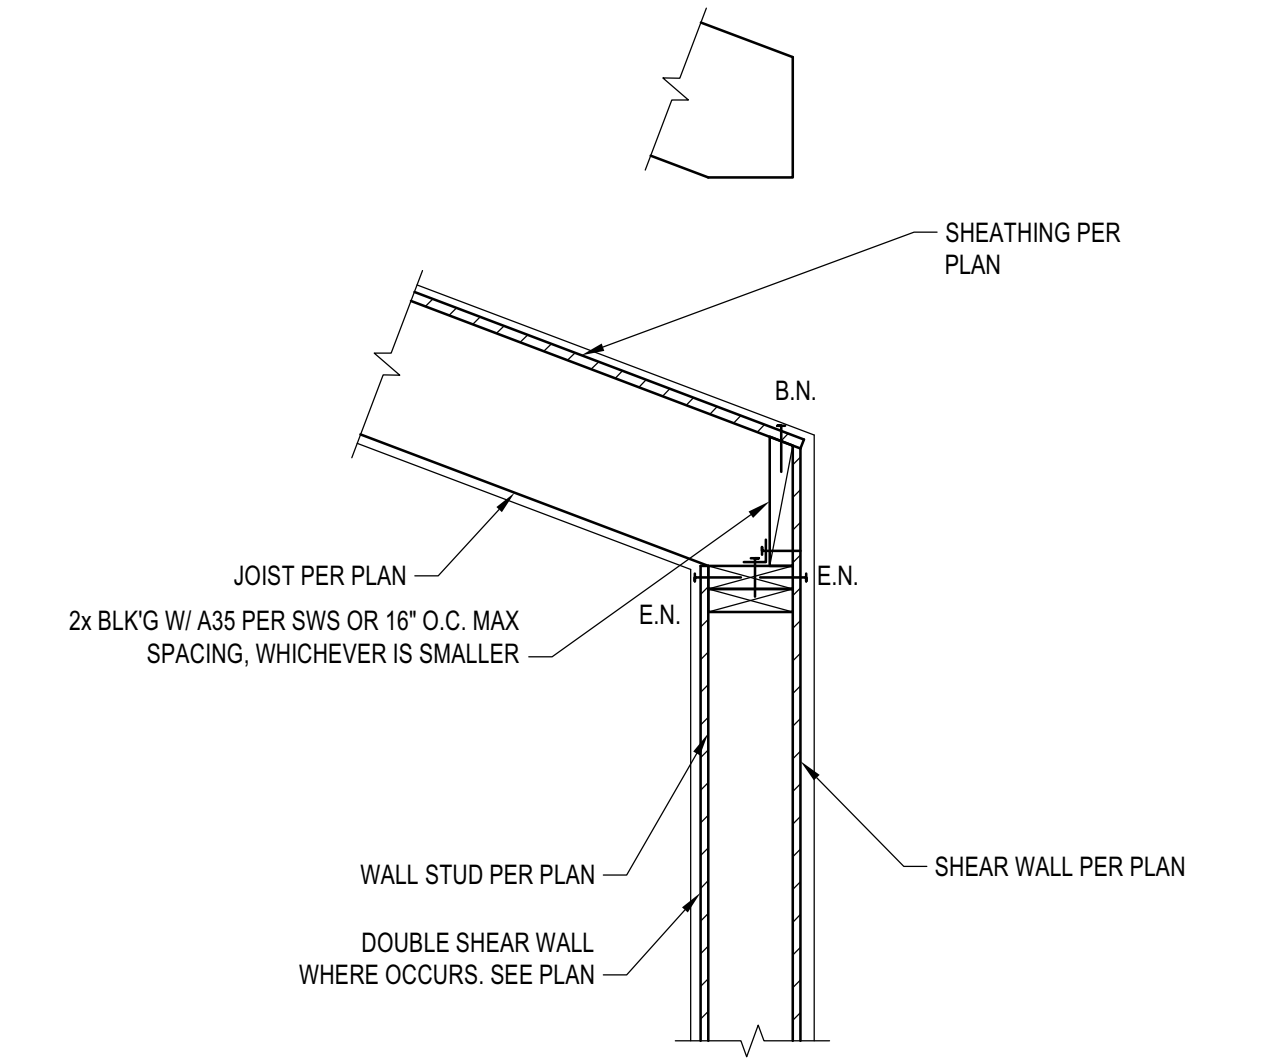 SHEATHING PER
PLAN
B.N.
JOIST PER PLAN
E.N.
2x BLK'G W/ A35 PER SWS OR 16" O.C. MAX
SPACING, WHICHEVER IS SMALLER
E.N.
WALL STUD PER PLAN
SHEAR WALL PER PLAN
DOUBLE SHEAR WALL
WHERE OCCURS. SEE PLAN